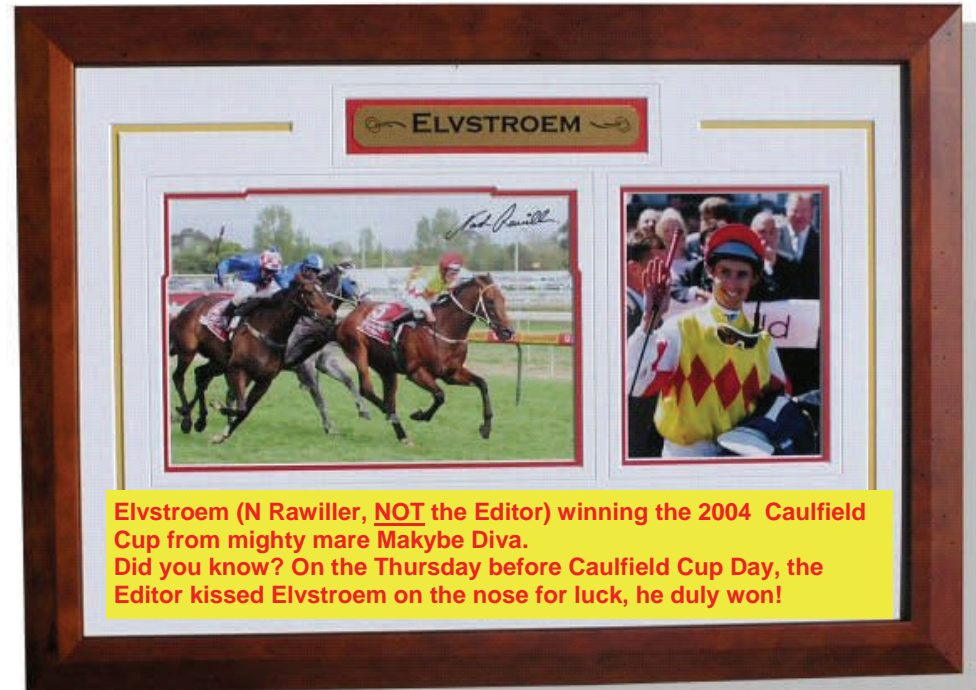 ELVSTROEM
Elvstroem (N Rawiller, NOT the Editor) winning the 2004 Caulfield
Cup from mighty mare Makybe Diva.
Did you know? On the Thursday before Caulfield Cup Day, the
Editor kissed Elvstroem on the nose for luck, he duly won!